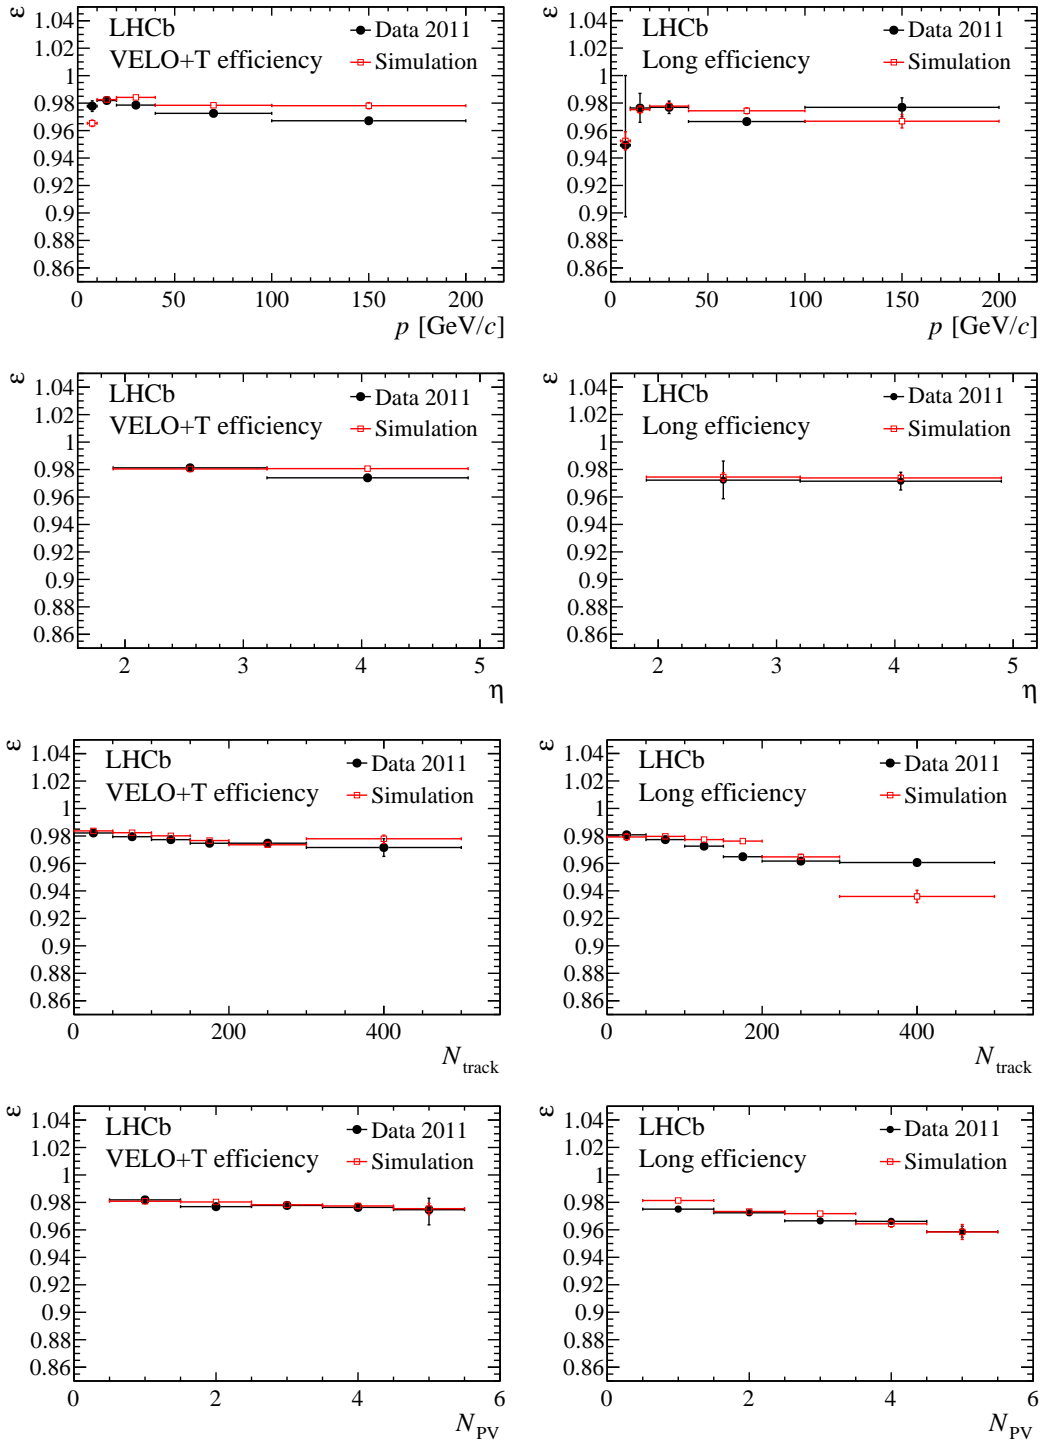 ε
1.04
1.02
1
0.98
0.96
0.94
0.92
0.9
0.88
0.86
LHCb
VELO+T efficiency
Data 2011
Simulation
0 50 100 150 200
p [GeV/c]
ε
1.04
1.02
1
0.98
0.96
0.94
0.92
0.9
0.88
0.86
LHCb
Long efficiency
Data 2011
Simulation
0 50 100 150 200
p [GeV/c]
ε
1.04
1.02
1
0.98
0.96
0.94
0.92
0.9
0.88
0.86
LHCb
VELO+T efficiency
Data 2011
Simulation
2 3 4 5
η
ε
1.04
1.02
1
0.98
0.96
0.94
0.92
0.9
0.88
0.86
LHCb
Long efficiency
Data 2011
Simulation
2 3 4 5
η
ε
1.04
1.02
1
0.98
0.96
0.94
0.92
0.9
0.88
0.86
LHCb
VELO+T efficiency
Data 2011
Simulation
0 200 400
N track
ε
1.04
1.02
1
0.98
0.96
0.94
0.92
0.9
0.88
0.86
LHCb
Long efficiency
Data 2011
Simulation
0 200 400
N track
ε
1.04
1.02
1
0.98
0.96
0.94
0.92
0.9
0.88
0.86
LHCb
VELO+T efficiency
Data 2011
Simulation
0 2 4 6
N PV
ε
1.04
1.02
1
0.98
0.96
0.94
0.92
0.9
0.88
0.86
LHCb
Long efficiency
Data 2011
Simulation
0 2 4 6
N PV